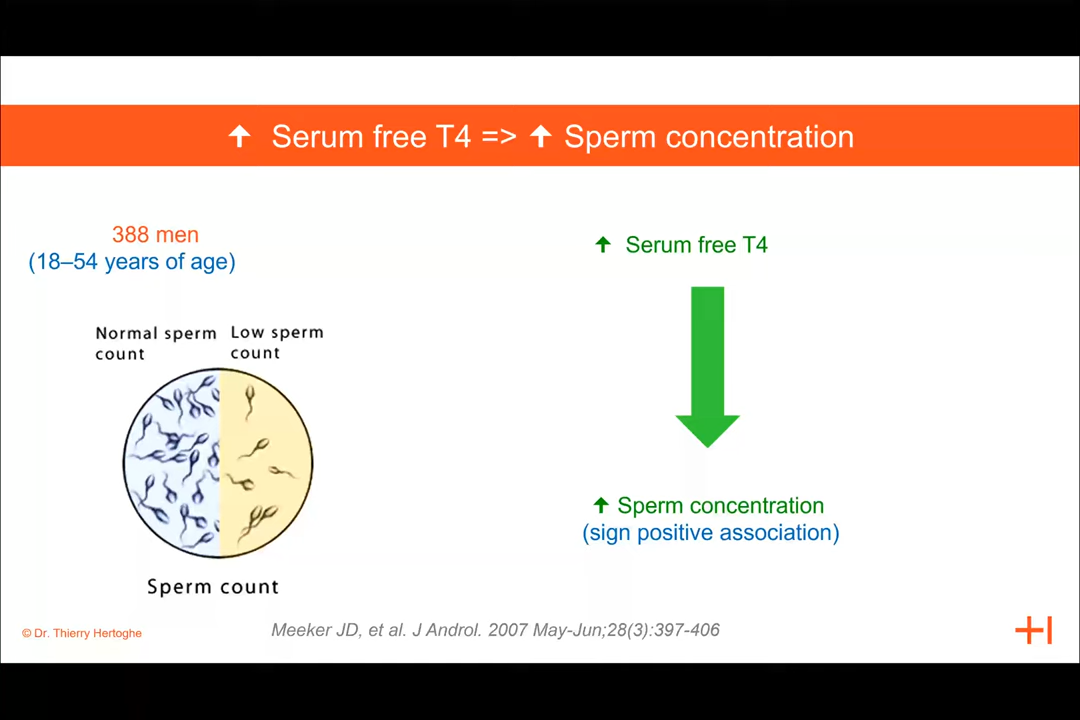 ↑ Serum free T4 => ↑ Sperm concentration
388 men
(18–54 years of age)
Normal sperm count
Low sperm count
Sperm count
↑ Serum free T4
↑ Sperm concentration
(sign positive association)
© Dr. Thierry Hertoghe
Meeker JD, et al. J Androl. 2007 May-Jun;28(3):397-406